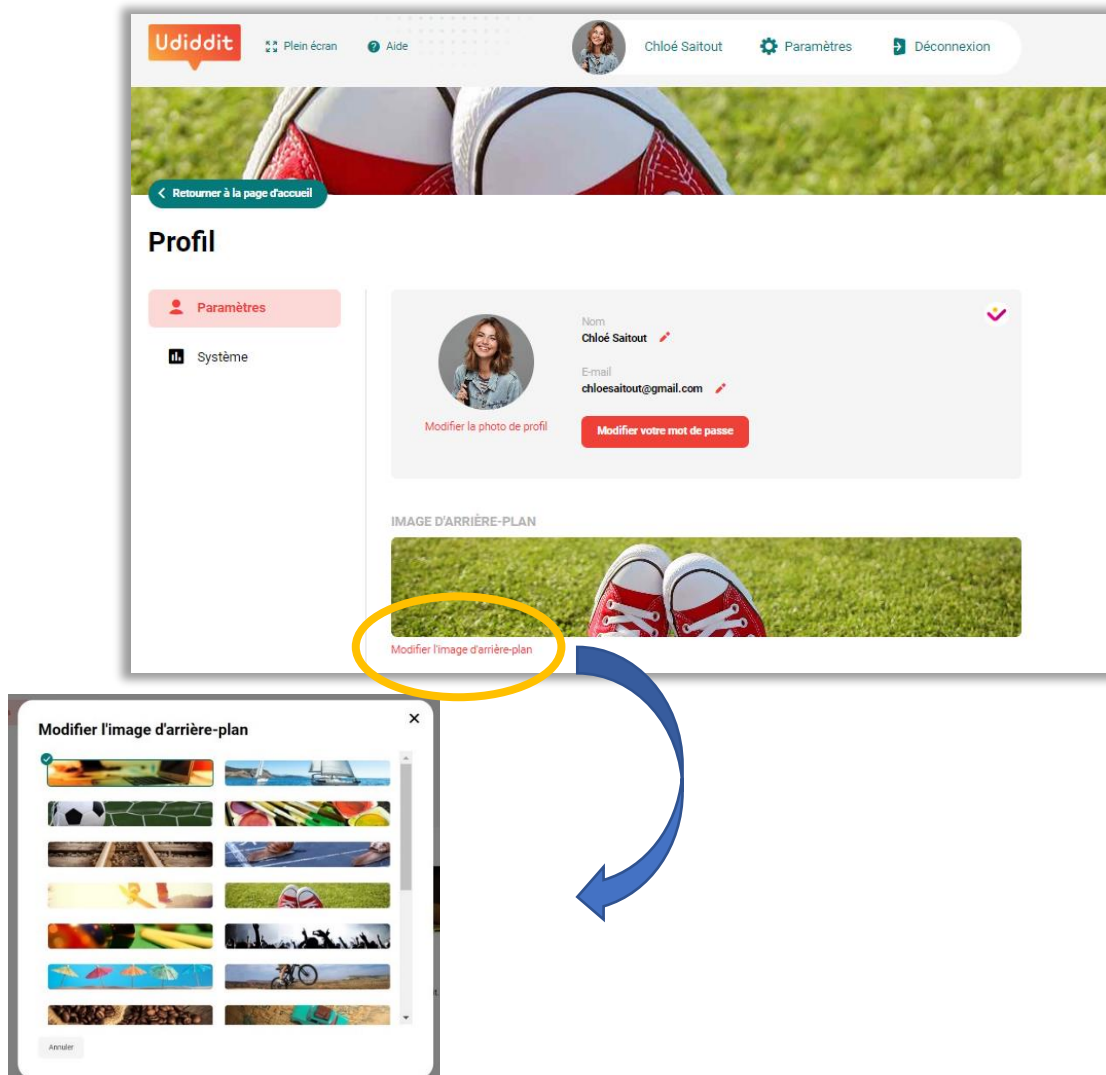 Udiddit
Plein écran
Aide
Chloé Saitout
Paramètres
Déconnexion
Retourner à la page d'accueil
Profil
Paramètres
Système
Nom
Chloé Saitout
E-mail
chloesaitout@gmail.com
Modifier la photo de profil
Modifier votre mot de passe
IMAGE D'ARRIÈRE-PLAN
Modifier l'image d'arrière-plan
Modifier l'image d'arrière-plan
Annuler